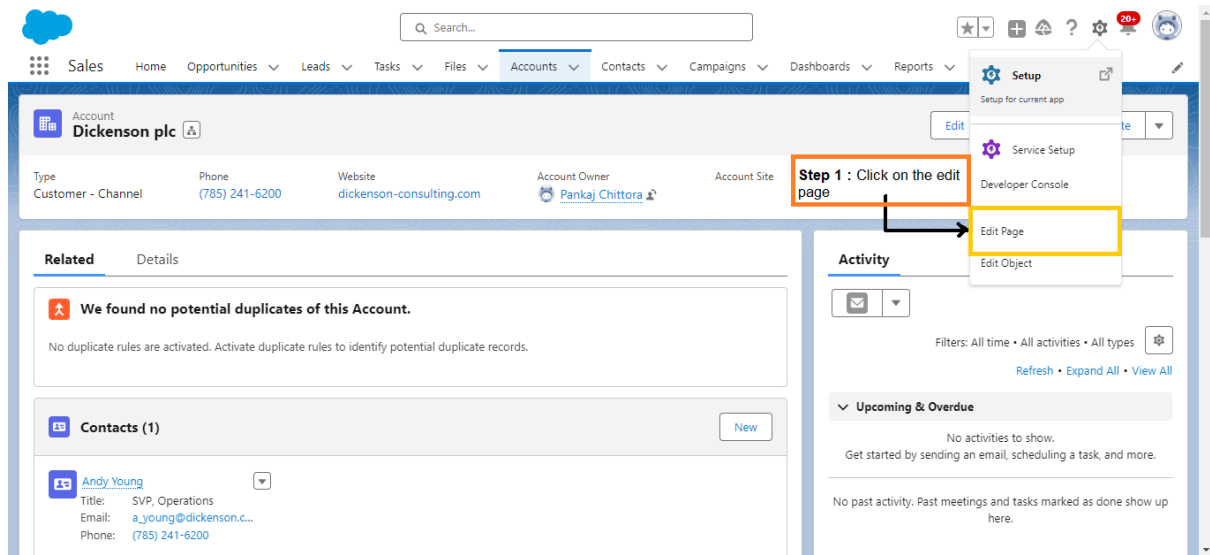 Search...
20+
Sales
Home
Opportunities
Leads
Tasks
Files
Accounts
Contacts
Campaigns
Dashboards
Reports
Setup
Setup for current app
Service Setup
Developer Console
Edit Page
Edit Object
Account
Dickenson plc
Edit
te
Type
Customer - Channel
Phone
(785) 241-6200
Website
dickenson-consulting.com
Account Owner
Pankaj Chittora
Account Site
Step 1 : Click on the edit
page
Related
Details
We found no potential duplicates of this Account.
No duplicate rules are activated. Activate duplicate rules to identify potential duplicate records.
Contacts (1)
New
Andy Young
Title: SVP, Operations
Email: a_young@dickenson.c...
Phone: (785) 241-6200
Activity
Filters: All time • All activities • All types
Refresh • Expand All • View All
Upcoming & Overdue
No activities to show.
Get started by sending an email, scheduling a task, and more.
No past activity. Past meetings and tasks marked as done show up
here.